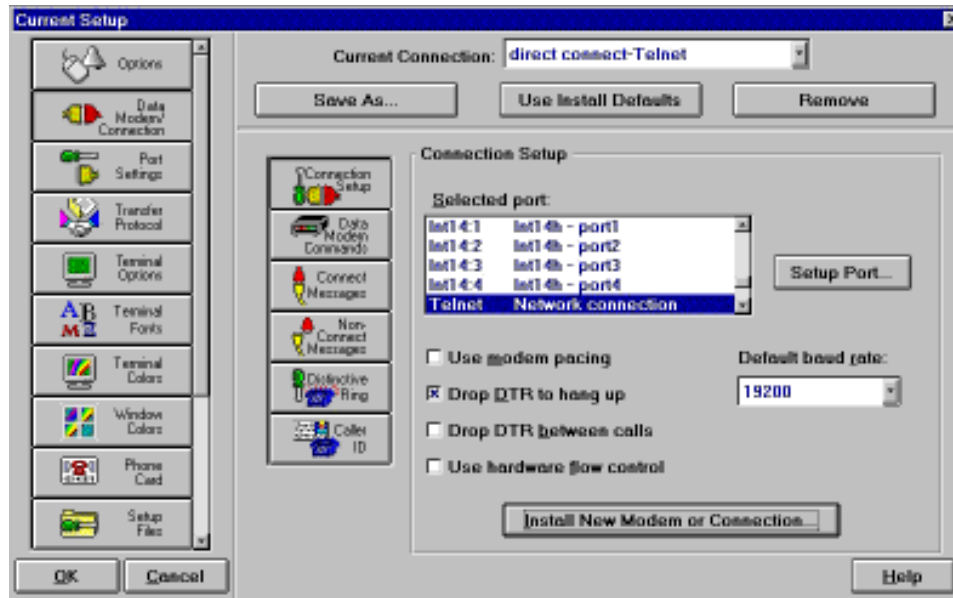 Current Setup
Options
Data
Modem/
Connection
Port
Settings
Transfer
Protocol
Terminal
Options
Terminal
Fonts
Terminal
Colors
Window
Colors
Phone
Card
Setup
Files
OK
Cancel
Current Connection:
direct connect-Telnet
Save As...
Use Install Defaults
Remove
Connection
Setup
Data
Modem
Commands
Connect
Messages
Non-
Connect
Messages
Distinctive
Ring
Caller
ID
Connection Setup
Selected port:
Int14:1 Int14h - port1
Int14:2 Int14h - port2
Int14:3 Int14h - port3
Int14:4 Int14h - port4
Telnet Network connection
Setup Port...
Use modem pacing
Default baud rate:
Drop DTR to hang up
19200
Drop DTR between calls
Use hardware flow control
Install New Modem or Connection...
Help